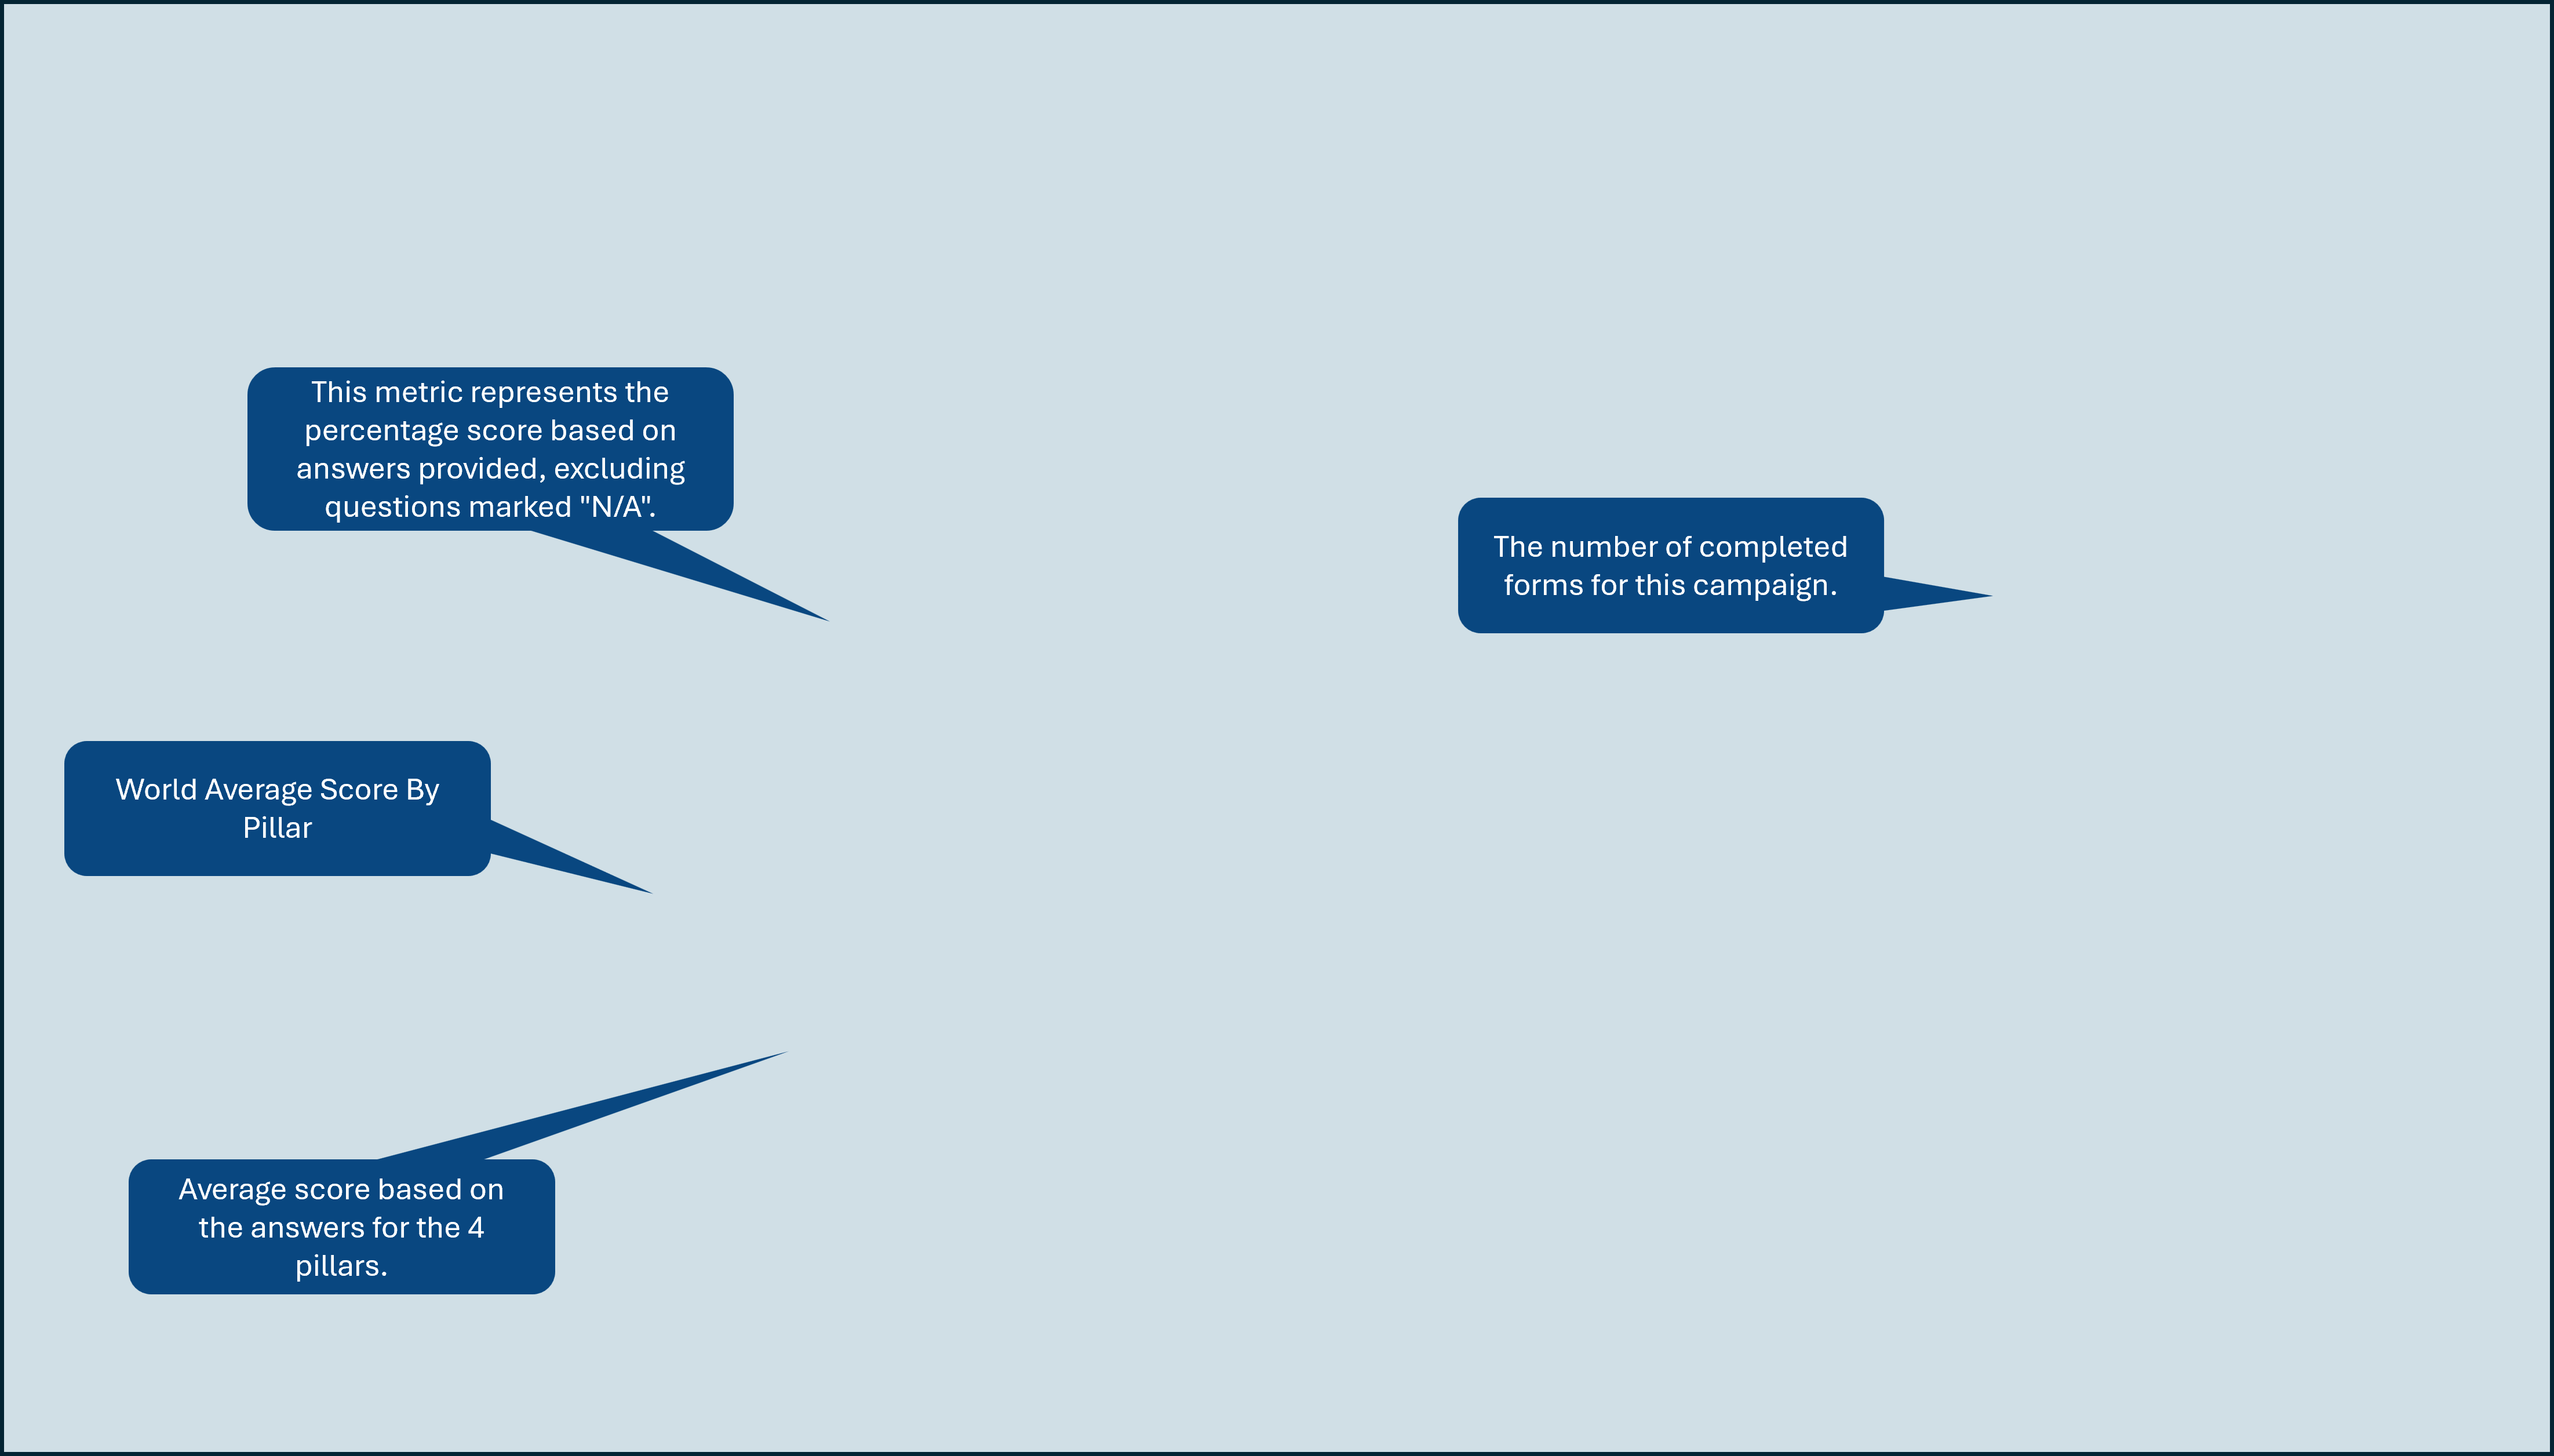 This metric represents the
percentage score based on
answers provided, excluding
questions marked "N/A".
The number of completed
forms for this campaign.
World Average Score By
Pillar
Average score based on
the answers for the 4
pillars.